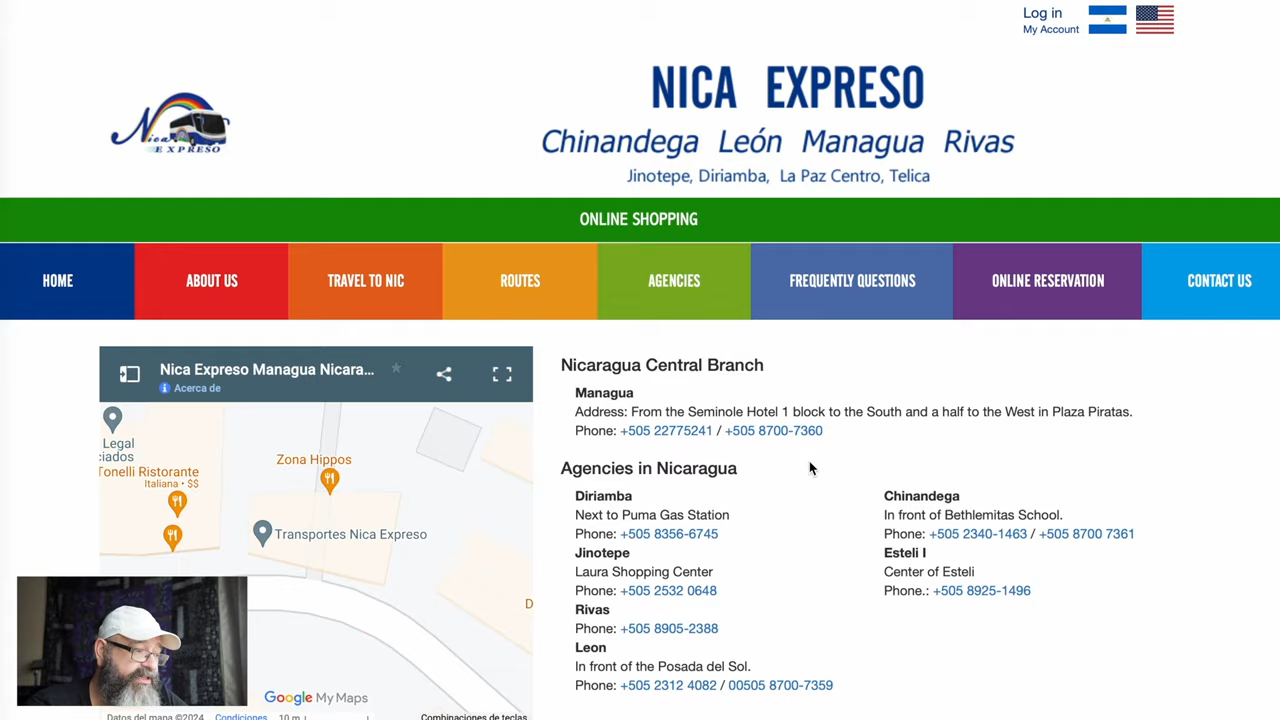 Log in
My Account
Nica
EXPRESO
NICA EXPRESO
Chinandega León Managua Rivas
Jinotepe, Diriamba, La Paz Centro, Telica
ONLINE SHOPPING
HOME
ABOUT US
TRAVEL TO NIC
ROUTES
AGENCIES
FREQUENTLY QUESTIONS
ONLINE RESERVATION
CONTACT US
Nica Expreso Managua Nicara...
Acerca de
Legal
ciados
Tonelli Ristorante
Italiana • $$
Zona Hippos
Transportes Nica Expreso
D
Google My Maps
Datos del mapa ©2024 Condiciones 10 m
Combinaciones de teclas
Nicaragua Central Branch
Managua
Address: From the Seminole Hotel 1 block to the South and a half to the West in Plaza Piratas.
Phone: +505 22775241 / +505 8700-7360
Agencies in Nicaragua
Diriamba
Next to Puma Gas Station
Phone: +505 8356-6745
Jinotepe
Laura Shopping Center
Phone: +505 2532 0648
Rivas
Phone: +505 8905-2388
Leon
In front of the Posada del Sol.
Phone: +505 2312 4082 / 00505 8700-7359
Chinandega
In front of Bethlemitas School.
Phone: +505 2340-1463 / +505 8700 7361
Esteli I
Center of Esteli
Phone.: +505 8925-1496